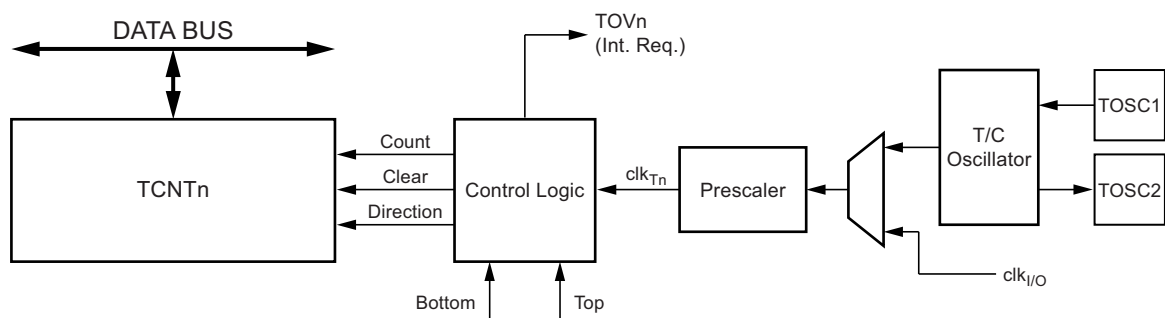 DATA BUS
TOVn
(Int. Req.)
TCNTn
Count
Clear
Direction
Control Logic
clkTn
Prescaler
T/C
Oscillator
TOSC1
TOSC2
clkI/O
Bottom
Top